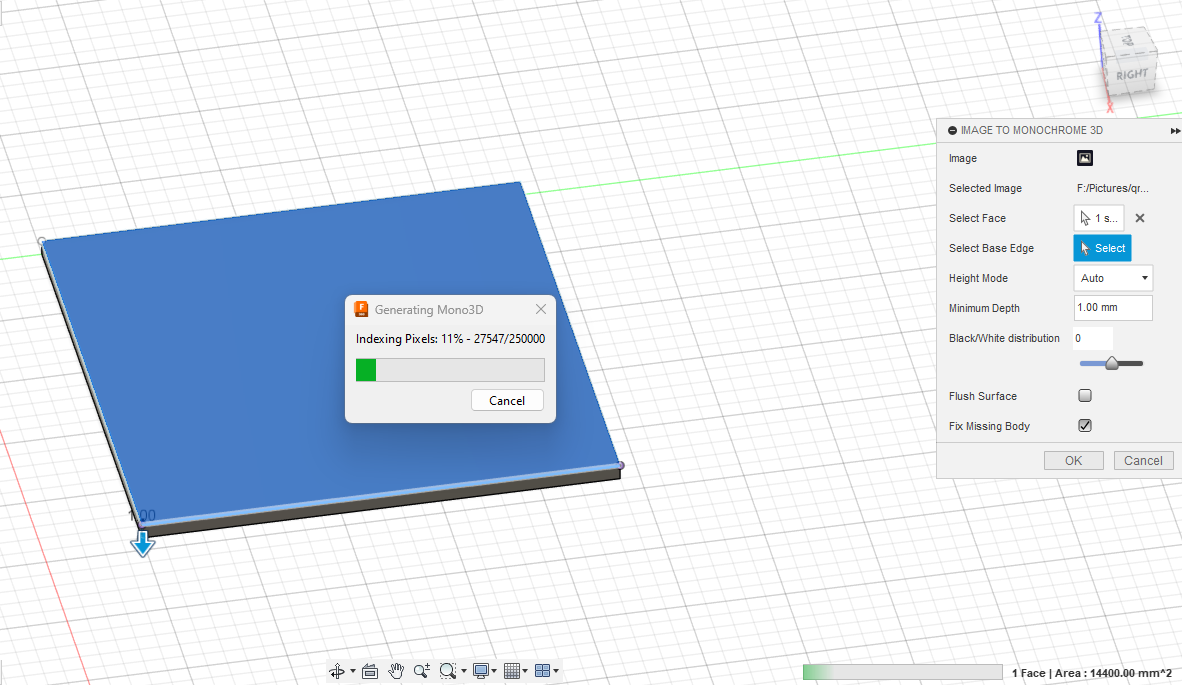 Z
TOP
RIGHT
X
IMAGE TO MONOCHROME 3D
Image
Selected Image F:/Pictures/qr...
Select Face 1 s...
Select Base Edge Select
Height Mode Auto
Minimum Depth 1.00 mm
Black/White distribution 0
Flush Surface
Fix Missing Body
OK Cancel
Generating Mono3D
Indexing Pixels: 11% - 27547/250000
Cancel
1.00
1 Face | Area : 14400.00 mm^2